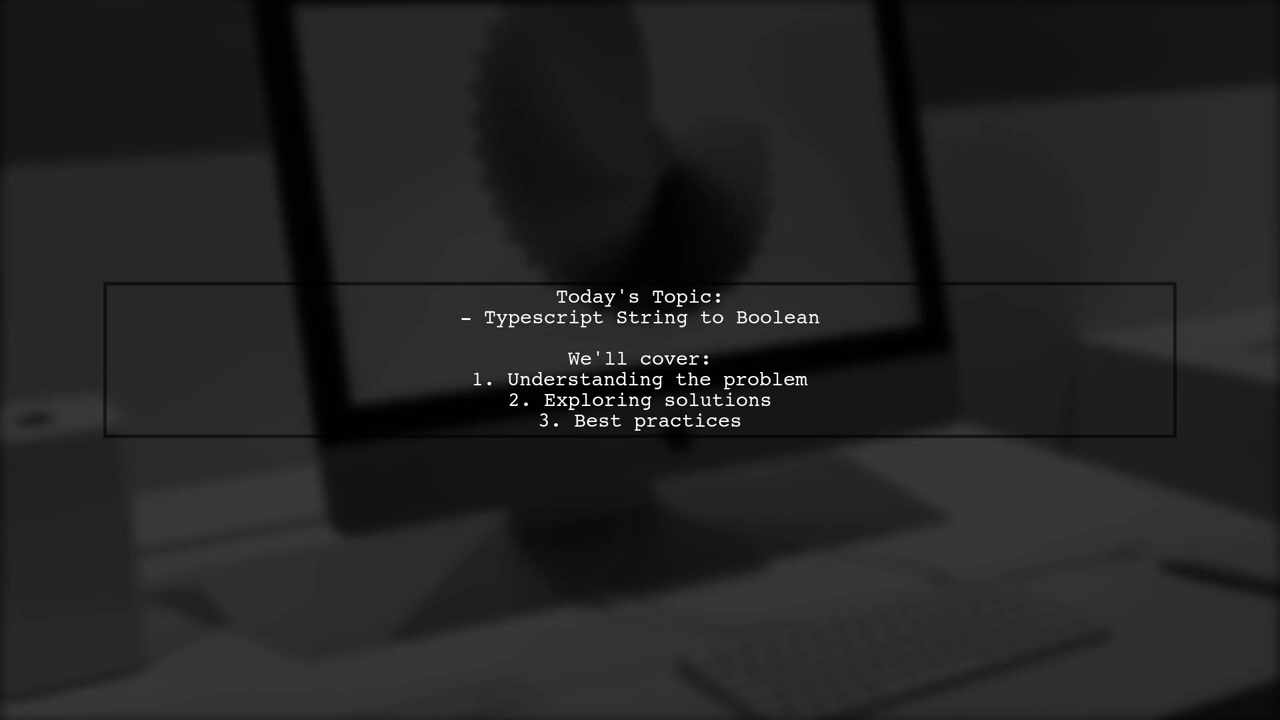 Today's Topic:
- Typescript String to Boolean
We'll cover:
1. Understanding the problem
2. Exploring solutions
3. Best practices